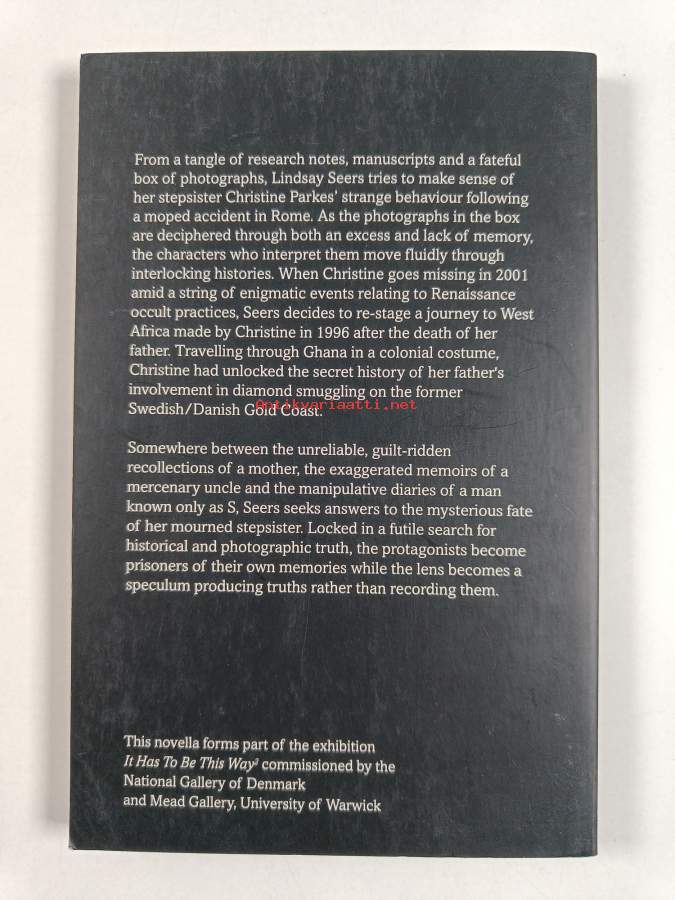 From a tangle of research notes, manuscripts and a fateful
box of photographs, Lindsay Seers tries to make sense of
her stepsister Christine Parkes' strange behaviour following
a moped accident in Rome. As the photographs in the box
are deciphered through both an excess and lack of memory,
the characters who interpret them move fluidly through
interlocking histories. When Christine goes missing in 2001
amid a string of enigmatic events relating to Renaissance
occult practices, Seers decides to re-stage a journey to West
Africa made by Christine in 1996 after the death of her
father. Travelling through Ghana in a colonial costume,
Christine had unlocked the secret history of her father's
involvement in diamond smuggling on the former
Swedish/Danish Gold Coast.
Antikvariaatti.net
Somewhere between the unreliable, guilt-ridden
recollections of a mother, the exaggerated memoirs of a
mercenary uncle and the manipulative diaries of a man
known only as S, Seers seeks answers to the mysterious fate
of her mourned stepsister. Locked in a futile search for
historical and photographic truth, the protagonists become
prisoners of their own memories while the lens becomes a
speculum producing truths rather than recording them.
This novella forms part of the exhibition
It Has To Be This Way² commissioned by the
National Gallery of Denmark
and Mead Gallery, University of Warwick